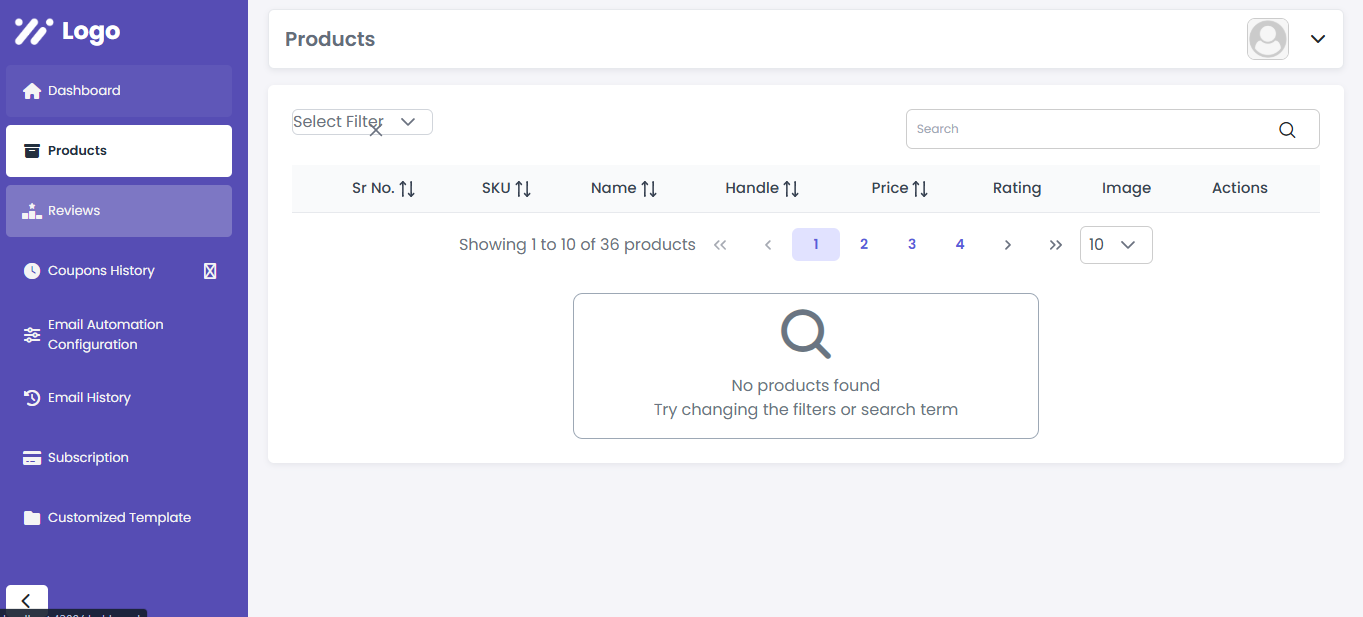 Logo
Products
Dashboard
Products
Reviews
Coupons History
Email Automation
Configuration
Email History
Subscription
Customized Template
Select Filter
Search
Sr No. SKU Name Handle Price Rating Image Actions
Showing 1 to 10 of 36 products 1 2 3 4 10
No products found
Try changing the filters or search term